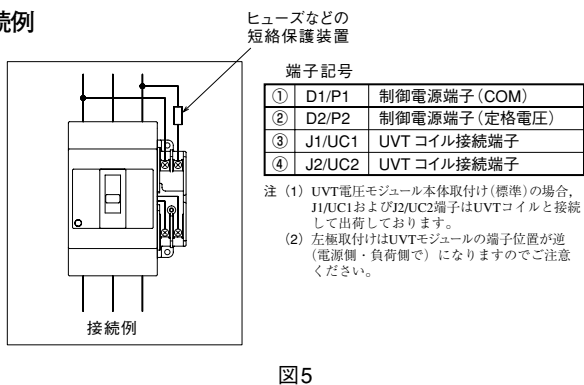 続例
ヒューズなどの
短絡保護装置
端子記号
① D1/P1 制御電源端子(COM)
② D2/P2 制御電源端子(定格電圧)
③ J1/UC1 UVT コイル接続端子
④ J2/UC2 UVT コイル接続端子
注 (1) UVT電圧モジュール本体取付け(標準)の場合,
J1/UC1およびJ2/UC2端子はUVTコイルと接続
して出荷しております。
(2) 左極取付けはUVTモジュールの端子位置が逆
(電源側・負荷側で)になりますのでご注意
ください。
接続例
図5